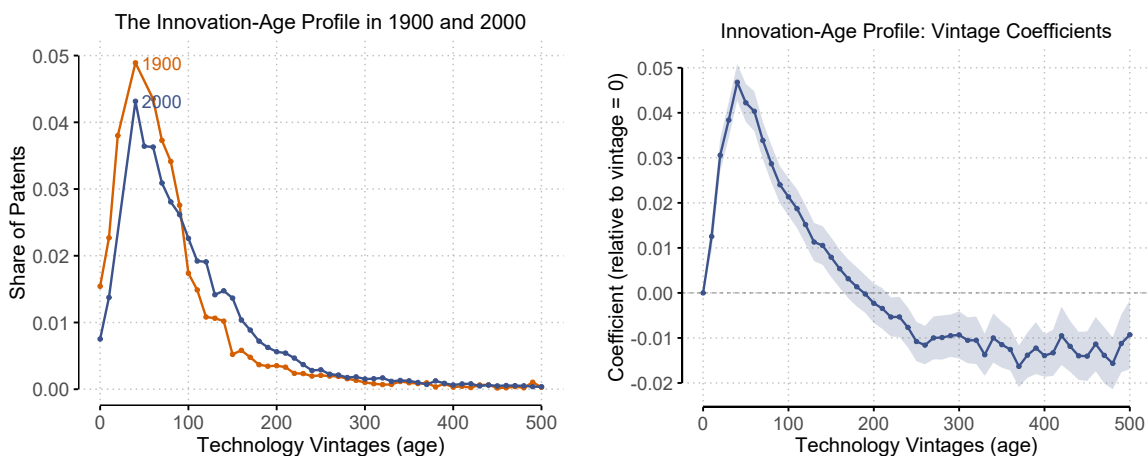 The Innovation-Age Profile in 1900 and 2000
Share of Patents
0.05
0.04
0.03
0.02
0.01
0.00
1900
2000
0 100 200 300 400 500
Technology Vintages (age)
Innovation-Age Profile: Vintage Coefficients
Coefficient (relative to vintage = 0)
0.05
0.04
0.03
0.02
0.01
0.00
-0.01
-0.02
0 100 200 300 400 500
Technology Vintages (age)